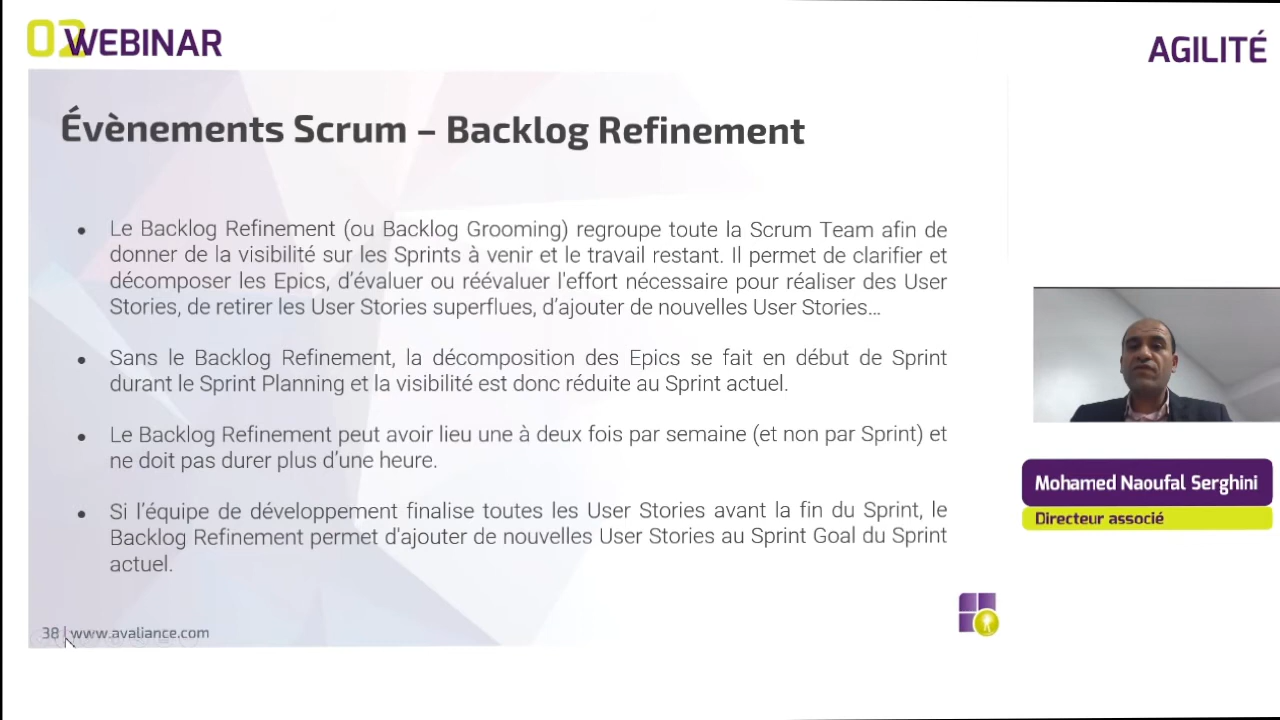 02 WEBINAR
AGILITÉ
Évènements Scrum – Backlog Refinement
• Le Backlog Refinement (ou Backlog Grooming) regroupe toute la Scrum Team afin de
donner de la visibilité sur les Sprints à venir et le travail restant. Il permet de clarifier et
décomposer les Epics, d’évaluer ou réévaluer l'effort nécessaire pour réaliser des User
Stories, de retirer les User Stories superflues, d’ajouter de nouvelles User Stories…
• Sans le Backlog Refinement, la décomposition des Epics se fait en début de Sprint
durant le Sprint Planning et la visibilité est donc réduite au Sprint actuel.
• Le Backlog Refinement peut avoir lieu une à deux fois par semaine (et non par Sprint) et
ne doit pas durer plus d’une heure.
• Si l’équipe de développement finalise toutes les User Stories avant la fin du Sprint, le
Backlog Refinement permet d'ajouter de nouvelles User Stories au Sprint Goal du Sprint
actuel.
Mohamed Naoufal Serghini
Directeur associé
38 | www.avaliance.com